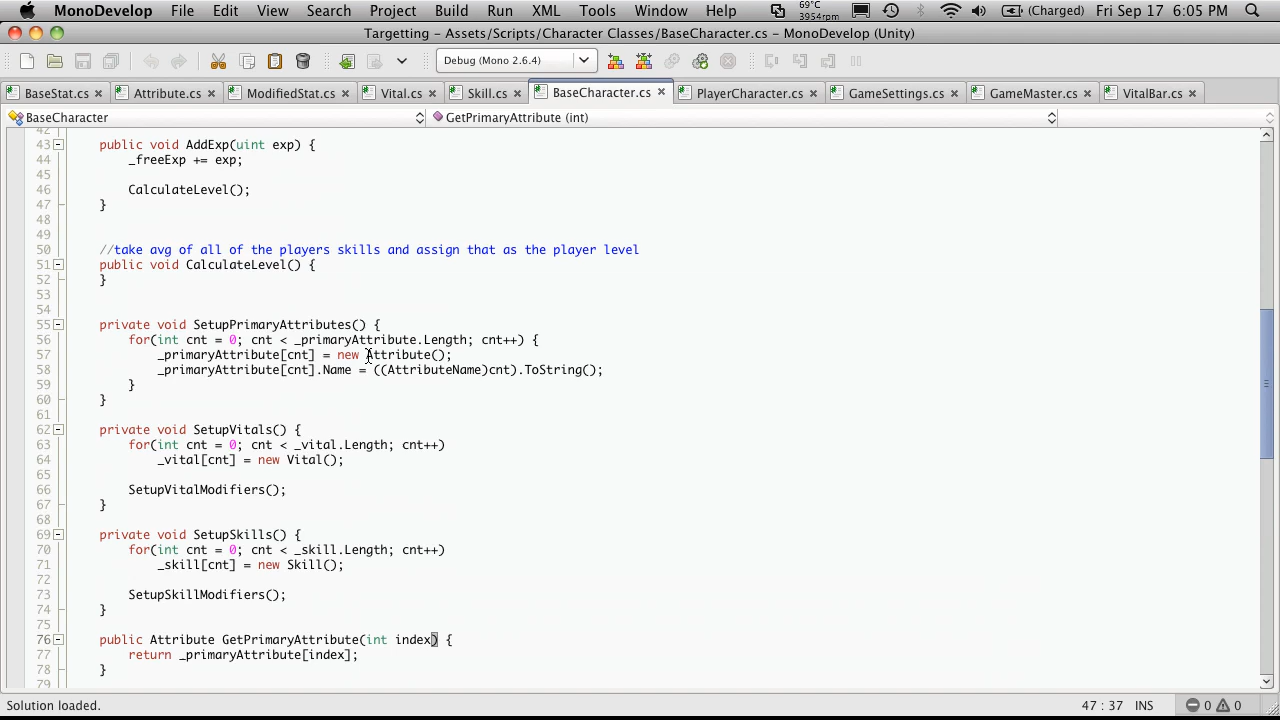 MonoDevelop File Edit View Search Project Build Run XML Tools Window Help 69°C 3954rpm (Charged) Fri Sep 17 6:05 PM
Targetting – Assets/Scripts/Character Classes/BaseCharacter.cs – MonoDevelop (Unity)
Debug (Mono 2.6.4)
BaseStat.cs Attribute.cs ModifiedStat.cs Vital.cs Skill.cs BaseCharacter.cs PlayerCharacter.cs GameSettings.cs GameMaster.cs VitalBar.cs
BaseCharacter GetPrimaryAttribute (int)
42
43 public void AddExp(uint exp) {
44 _freeExp += exp;
45
46 CalculateLevel();
47 }
48
49
50 //take avg of all of the players skills and assign that as the player level
51 public void CalculateLevel() {
52 }
53
54
55 private void SetupPrimaryAttributes() {
56 for(int cnt = 0; cnt < _primaryAttribute.Length; cnt++) {
57 _primaryAttribute[cnt] = new Attribute();
58 _primaryAttribute[cnt].Name = ((AttributeName)cnt).ToString();
59 }
60 }
61
62 private void SetupVitals() {
63 for(int cnt = 0; cnt < _vital.Length; cnt++)
64 _vital[cnt] = new Vital();
65
66 SetupVitalModifiers();
67 }
68
69 private void SetupSkills() {
70 for(int cnt = 0; cnt < _skill.Length; cnt++)
71 _skill[cnt] = new Skill();
72
73 SetupSkillModifiers();
74 }
75
76 public Attribute GetPrimaryAttribute(int index) {
77 return _primaryAttribute[index];
78 }
79
Solution loaded. 47 : 37 INS 0 0